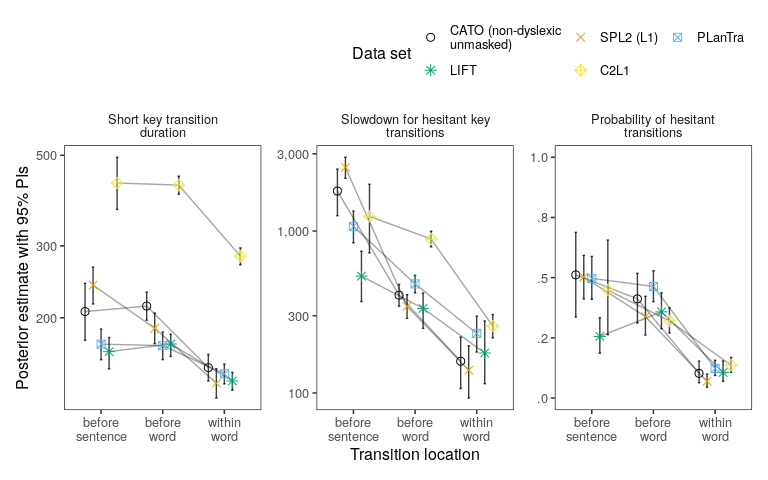 Data set
CATO (non-dyslexic
unmasked)
SPL2 (L1)
PLanTra
LIFT
C2L1
Short key transition
duration
Slowdown for hesitant key
transitions
Probability of hesitant
transitions
Posterior estimate with 95% PIs
500
300
200
3,000
1,000
300
100
1.0
.8
.5
.2
.0
before
sentence
before
word
within
word
before
sentence
before
word
within
word
before
sentence
before
word
within
word
Transition location